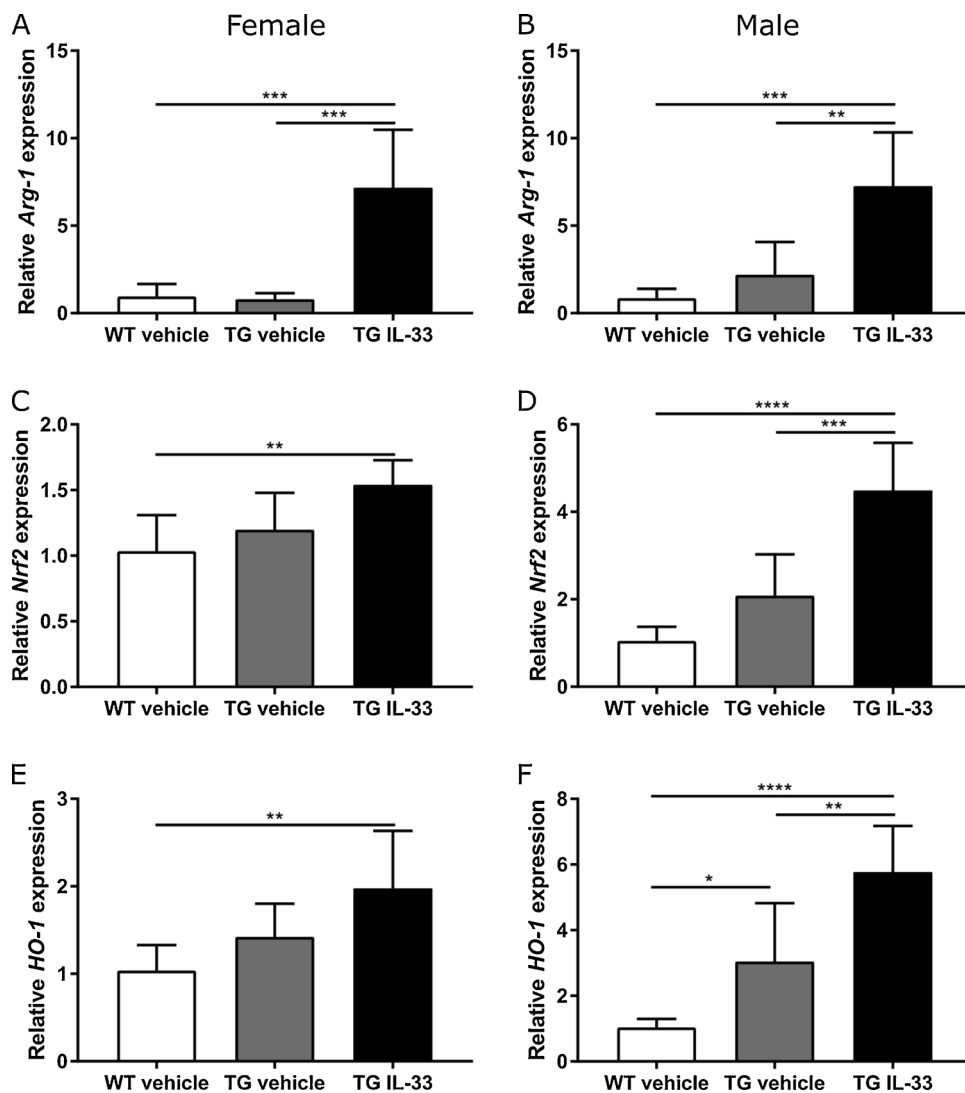 A
Female
Relative Arg-1 expression
15
10
5
0
***
***
WT vehicle
TG vehicle
TG IL-33
B
Male
Relative Arg-1 expression
15
10
5
0
***
**
WT vehicle
TG vehicle
TG IL-33
C
Relative Nrf2 expression
2.0
1.5
1.0
0.5
0.0
**
WT vehicle
TG vehicle
TG IL-33
D
Relative Nrf2 expression
6
4
2
0
****
***
WT vehicle
TG vehicle
TG IL-33
E
Relative HO-1 expression
3
2
1
0
**
WT vehicle
TG vehicle
TG IL-33
F
Relative HO-1 expression
8
6
4
2
0
****
**
*
WT vehicle
TG vehicle
TG IL-33